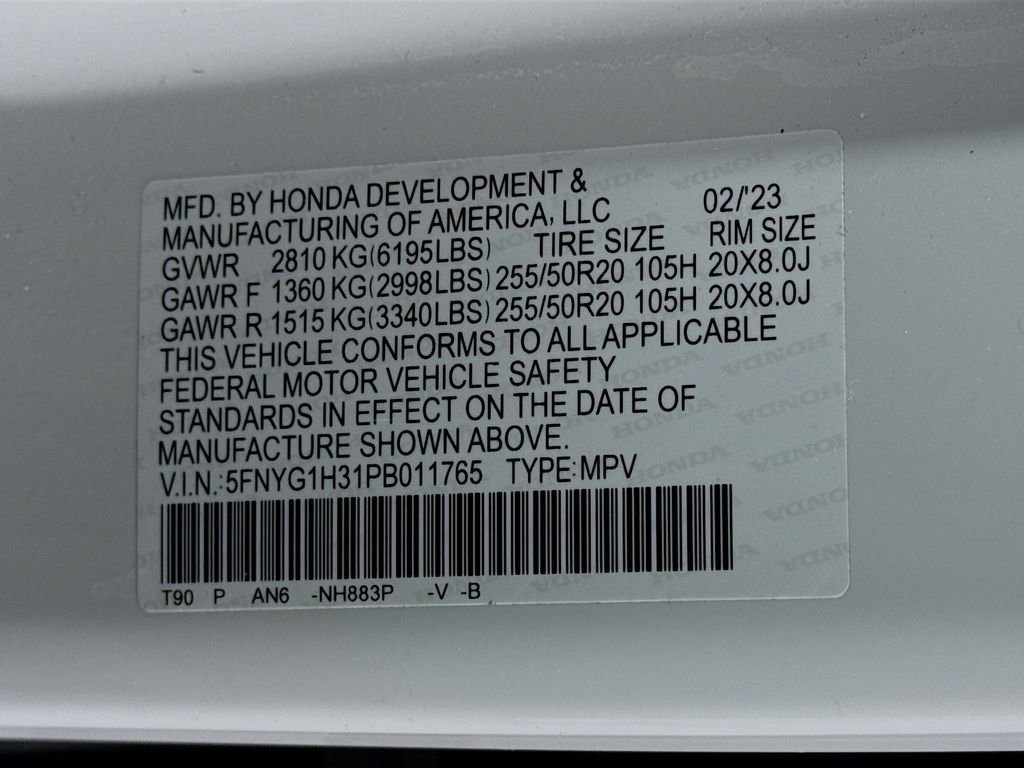 MFD. BY HONDA DEVELOPMENT &
MANUFACTURING OF AMERICA, LLC 02/'23
GVWR 2810 KG(6195LBS) TIRE SIZE RIM SIZE
GAWR F 1360 KG(2998LBS) 255/50R20 105H 20X8.0J
GAWR R 1515 KG(3340LBS) 255/50R20 105H 20X8.0J
THIS VEHICLE CONFORMS TO ALL APPLICABLE
FEDERAL MOTOR VEHICLE SAFETY
STANDARDS IN EFFECT ON THE DATE OF
MANUFACTURE SHOWN ABOVE.
V.I.N.:5FNYG1H31PB011765 TYPE:MPV
T90 P AN6 -NH883P -V -B